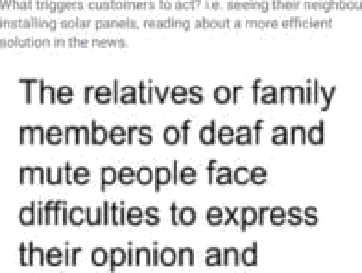 What triggers customers to act? i.e. seeing their neighbou
installing solar panels, reading about a more efficient
solution in the news.
The relatives or family
members of deaf and
mute people face
difficulties to express
their opinion and